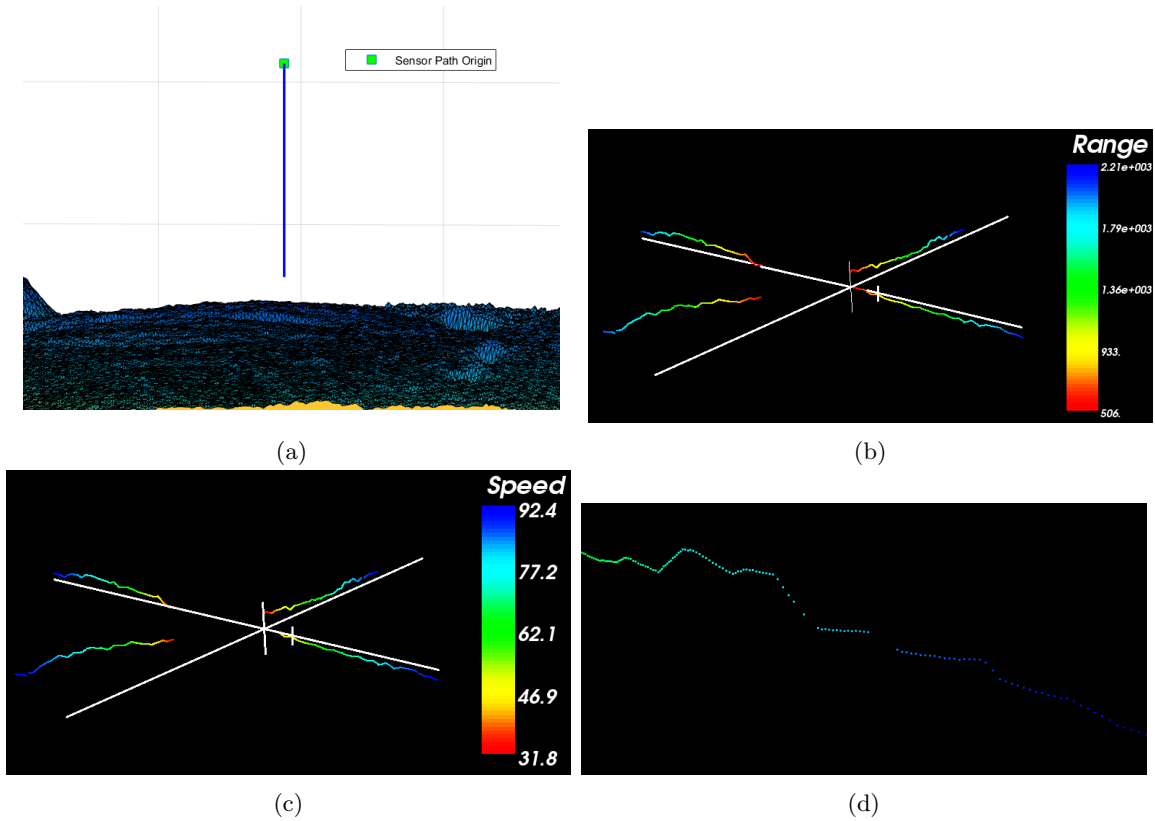 Sensor Path Origin
(a)
Range
2.21e+003
1.79e+003
1.36e+003
933.
506.
(b)
Speed
92.4
77.2
62.1
46.9
31.8
(c)
(d)